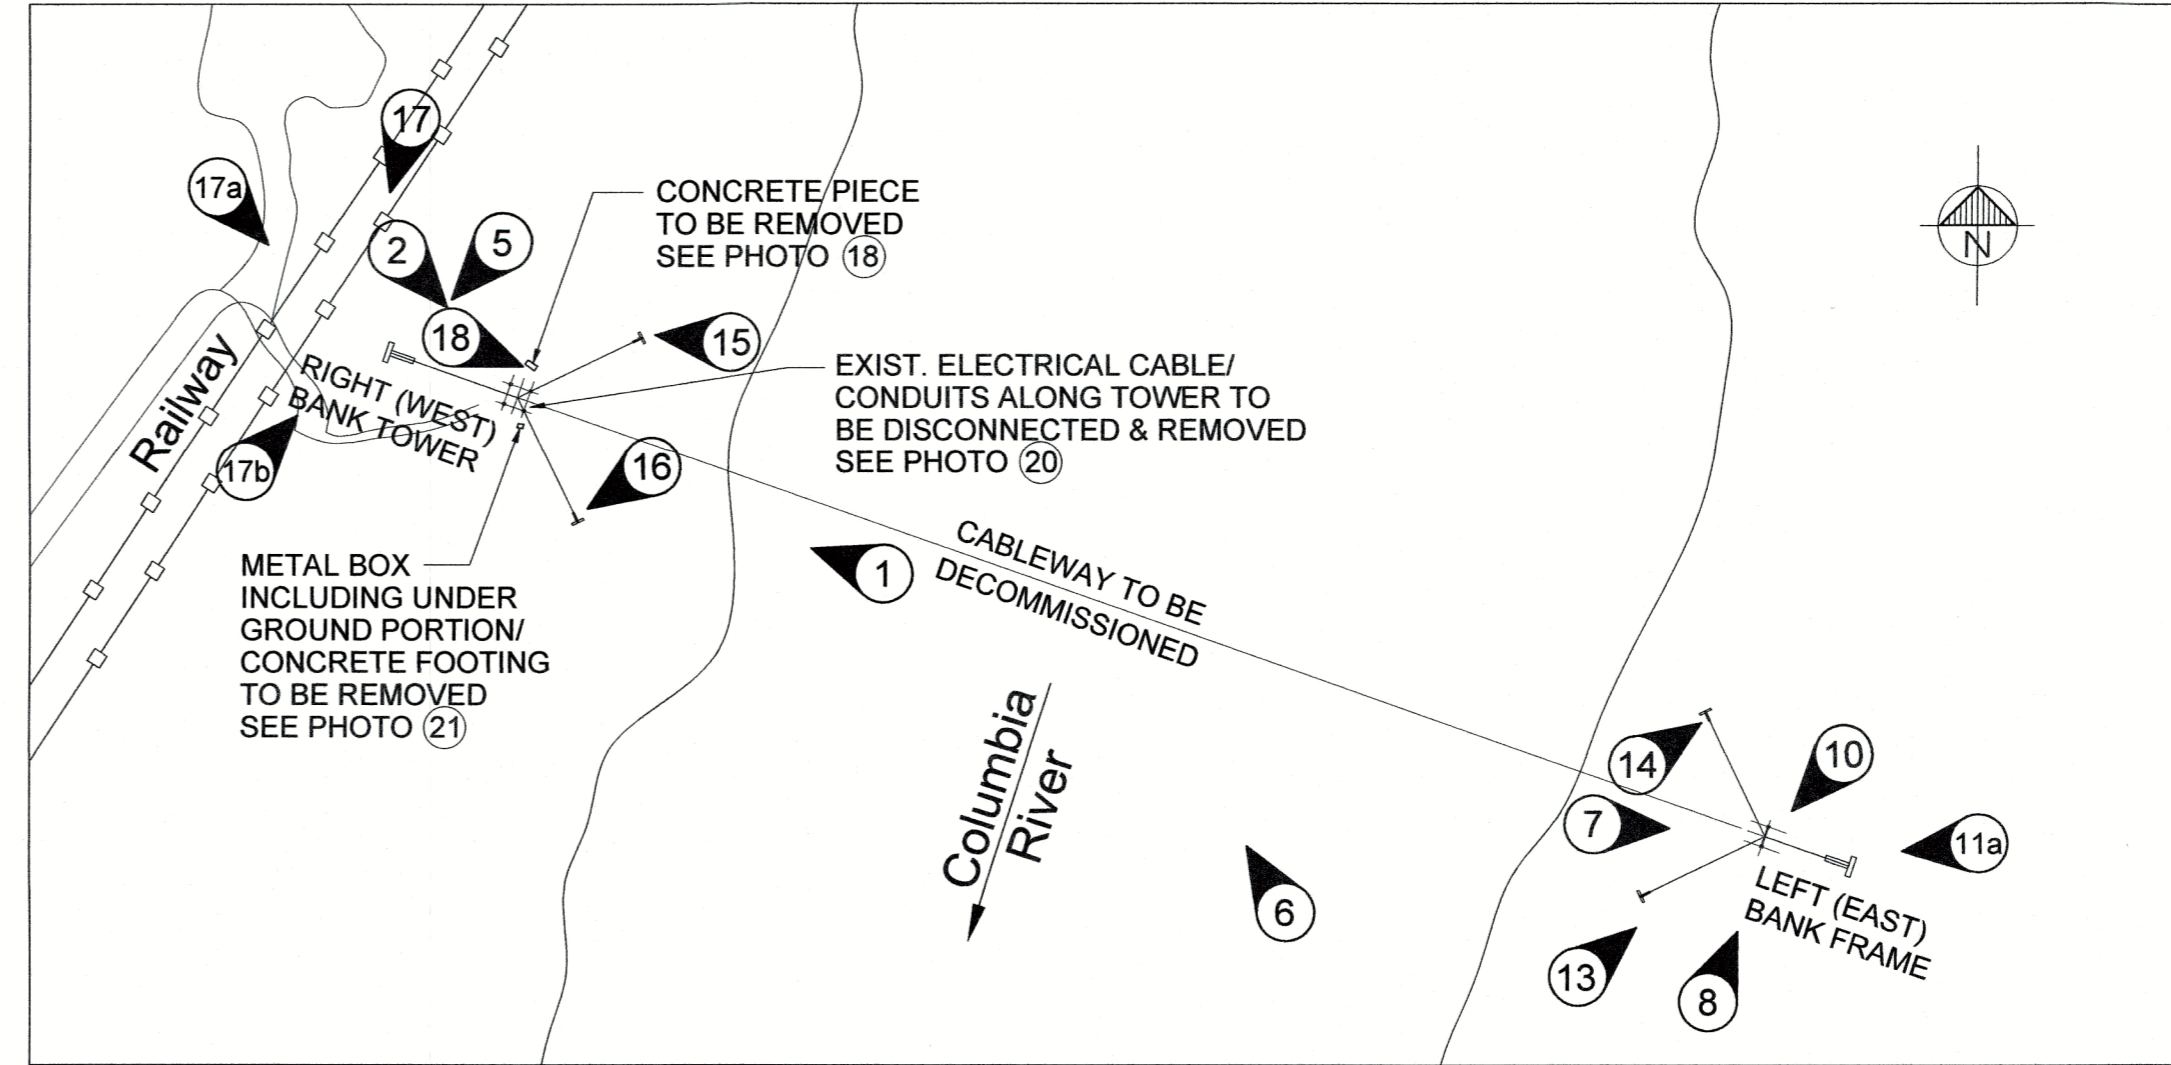 17
17a
2
5
CONCRETE PIECE
TO BE REMOVED
SEE PHOTO 18
N
18
15
Railway
RIGHT (WEST)
BANK TOWER
EXIST. ELECTRICAL CABLE/
CONDUITS ALONG TOWER TO
BE DISCONNECTED & REMOVED
SEE PHOTO 20
17b
16
METAL BOX
INCLUDING UNDER
GROUND PORTION/
CONCRETE FOOTING
TO BE REMOVED
SEE PHOTO 21
1
CABLEWAY TO BE
DECOMMISSIONED
Columbia
River
14
10
7
11a
6
LEFT (EAST)
BANK FRAME
13
8